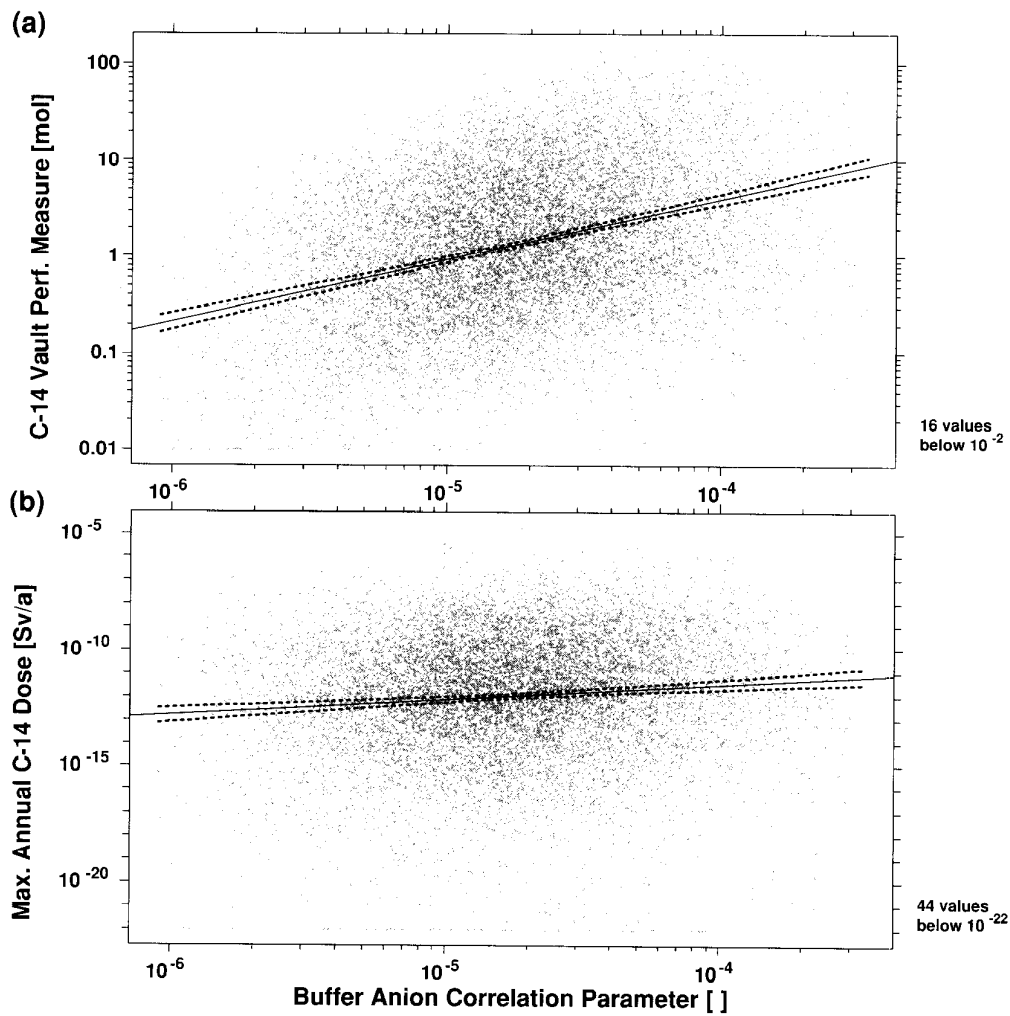 (a)
C-14 Vault Perf. Measure [mol]
100
10
1
0.1
0.01
16 values
below 10⁻²
10⁻⁶ 10⁻⁵ 10⁻⁴
(b)
Max. Annual C-14 Dose [Sv/a]
10⁻⁵
10⁻¹⁰
10⁻¹⁵
10⁻²⁰
44 values
below 10⁻²²
10⁻⁶ 10⁻⁵ 10⁻⁴
Buffer Anion Correlation Parameter [ ]